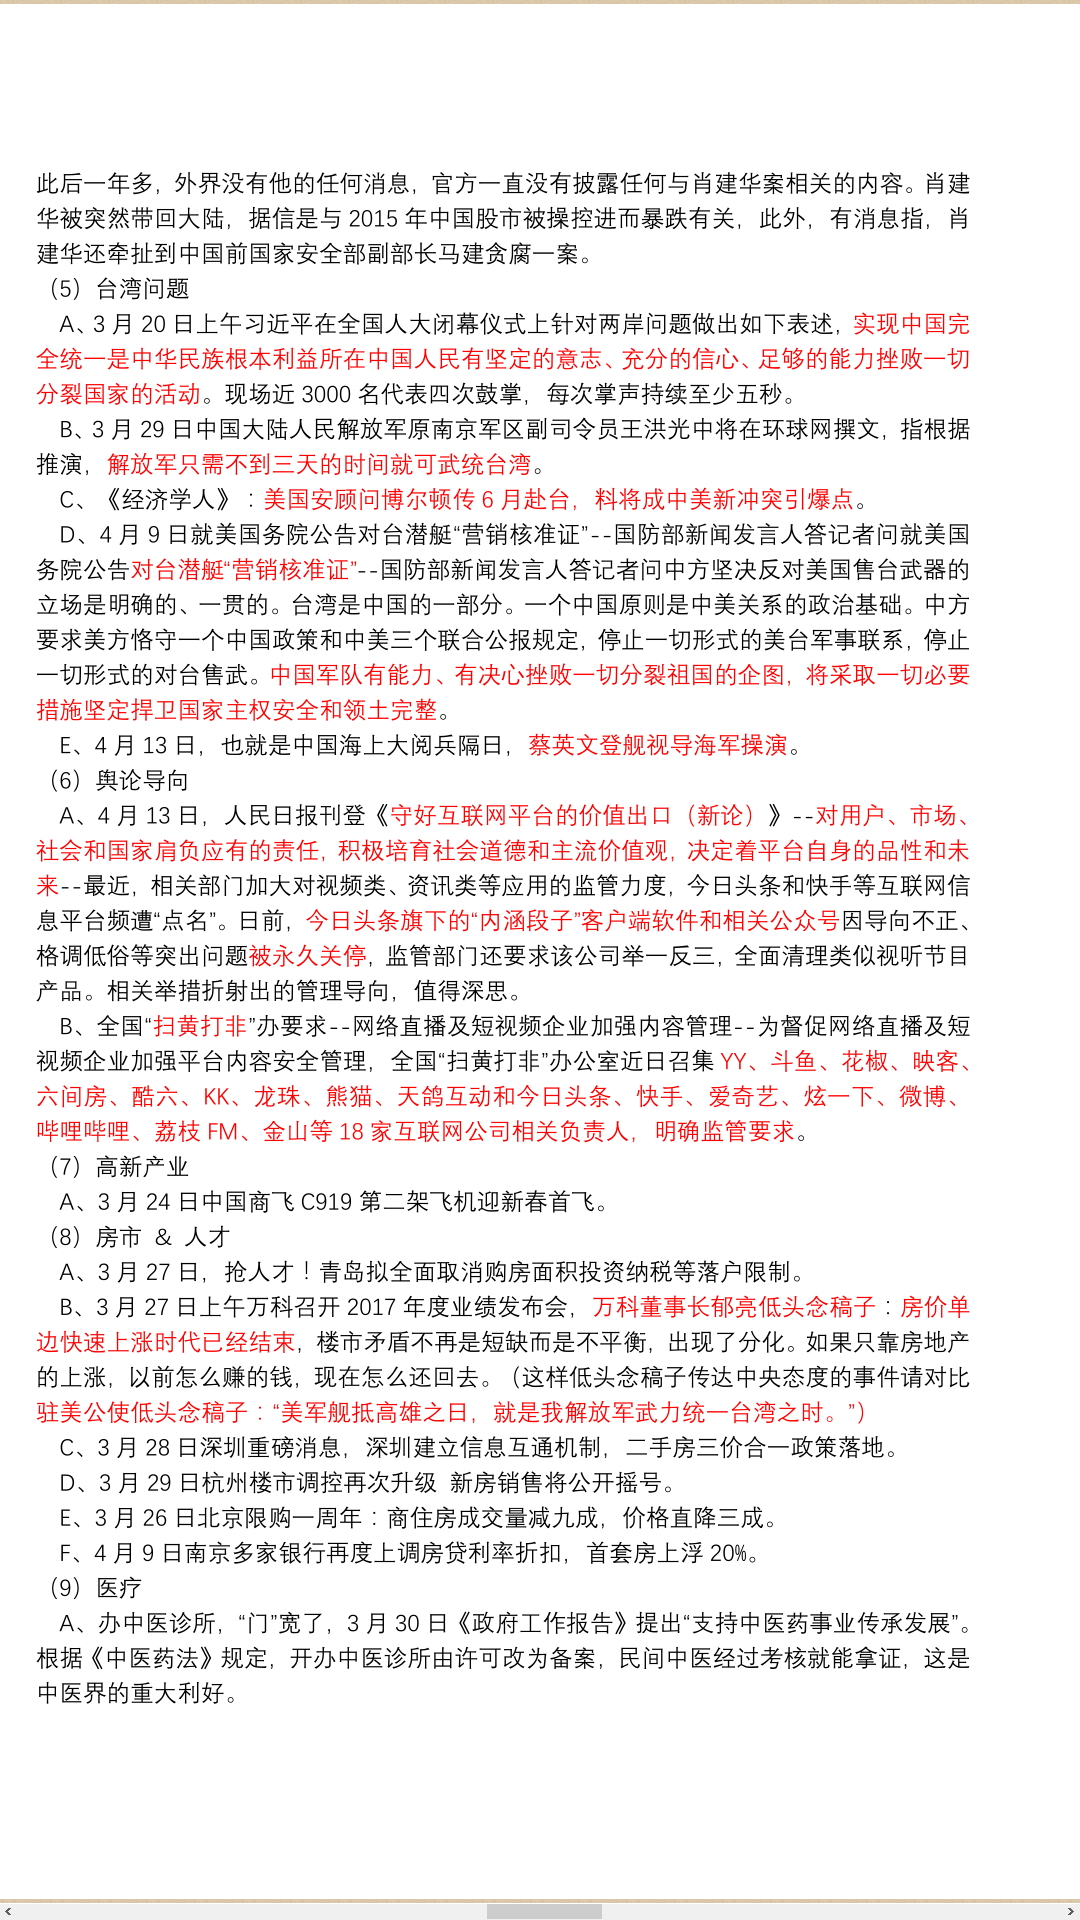 此后一年多，外界没有他的任何消息，官方一直没有披露任何与肖建华案相关的内容。肖建
华被突然带回大陆，据信是与 2015 年中国股市被操控进而暴跌有关，此外，有消息指，肖
建华还牵扯到中国前国家安全部副部长马建贪腐一案。
（5）台湾问题
A、3 月 20 日上午习近平在全国人大闭幕仪式上针对两岸问题做出如下表述，实现中国完
全统一是中华民族根本利益所在中国人民有坚定的意志、充分的信心、足够的能力挫败一切
分裂国家的活动。现场近 3000 名代表四次鼓掌，每次掌声持续至少五秒。
B、3 月 29 日中国大陆人民解放军原南京军区副司令员王洪光中将在环球网撰文，指根据
推演，解放军只需不到三天的时间就可武统台湾。
C、《经济学人》：美国安顾问博尔顿传 6 月赴台，料将成中美新冲突引爆点。
D、4 月 9 日就美国务院公告对台潜艇“营销核准证”--国防部新闻发言人答记者问就美国
务院公告对台潜艇“营销核准证”--国防部新闻发言人答记者问中方坚决反对美国售台武器的
立场是明确的、一贯的。台湾是中国的一部分。一个中国原则是中美关系的政治基础。中方
要求美方恪守一个中国政策和中美三个联合公报规定，停止一切形式的美台军事联系，停止
一切形式的对台售武。中国军队有能力、有决心挫败一切分裂祖国的企图，将采取一切必要
措施坚定捍卫国家主权安全和领土完整。
E、4 月 13 日，也就是中国海上大阅兵隔日，蔡英文登舰视导海军操演。
（6）舆论导向
A、4 月 13 日，人民日报刊登《守好互联网平台的价值出口（新论）》--对用户、市场、
社会和国家肩负应有的责任，积极培育社会道德和主流价值观，决定着平台自身的品性和未
来--最近，相关部门加大对视频类、资讯类等应用的监管力度，今日头条和快手等互联网信
息平台频遭“点名”。日前，今日头条旗下的“内涵段子”客户端软件和相关公众号因导向不正、
格调低俗等突出问题被永久关停，监管部门还要求该公司举一反三，全面清理类似视听节目
产品。相关举措折射出的管理导向，值得深思。
B、全国“扫黄打非”办要求--网络直播及短视频企业加强内容管理--为督促网络直播及短
视频企业加强平台内容安全管理，全国“扫黄打非”办公室近日召集 YY、斗鱼、花椒、映客、
六间房、酷六、KK、龙珠、熊猫、天鸽互动和今日头条、快手、爱奇艺、炫一下、微博、
哔哩哔哩、荔枝 FM、金山等 18 家互联网公司相关负责人，明确监管要求。
（7）高新产业
A、3 月 24 日中国商飞 C919 第二架飞机迎新春首飞。
（8）房市 & 人才
A、3 月 27 日，抢人才！青岛拟全面取消购房面积投资纳税等落户限制。
B、3 月 27 日上午万科召开 2017 年度业绩发布会，万科董事长郁亮低头念稿子：房价单
边快速上涨时代已经结束，楼市矛盾不再是短缺而是不平衡，出现了分化。如果只靠房地产
的上涨，以前怎么赚的钱，现在怎么还回去。（这样低头念稿子传达中央态度的事件请对比
驻美公使低头念稿子：“美军舰抵高雄之日，就是我解放军武力统一台湾之时。”）
C、3 月 28 日深圳重磅消息，深圳建立信息互通机制，二手房三价合一政策落地。
D、3 月 29 日杭州楼市调控再次升级 新房销售将公开摇号。
E、3 月 26 日北京限购一周年：商住房成交量减九成，价格直降三成。
F、4 月 9 日南京多家银行再度上调房贷利率折扣，首套房上浮 20%。
（9）医疗
A、办中医诊所，“门”宽了，3 月 30 日《政府工作报告》提出“支持中医药事业传承发展”。
根据《中医药法》规定，开办中医诊所由许可改为备案，民间中医经过考核就能拿证，这是
中医界的重大利好。